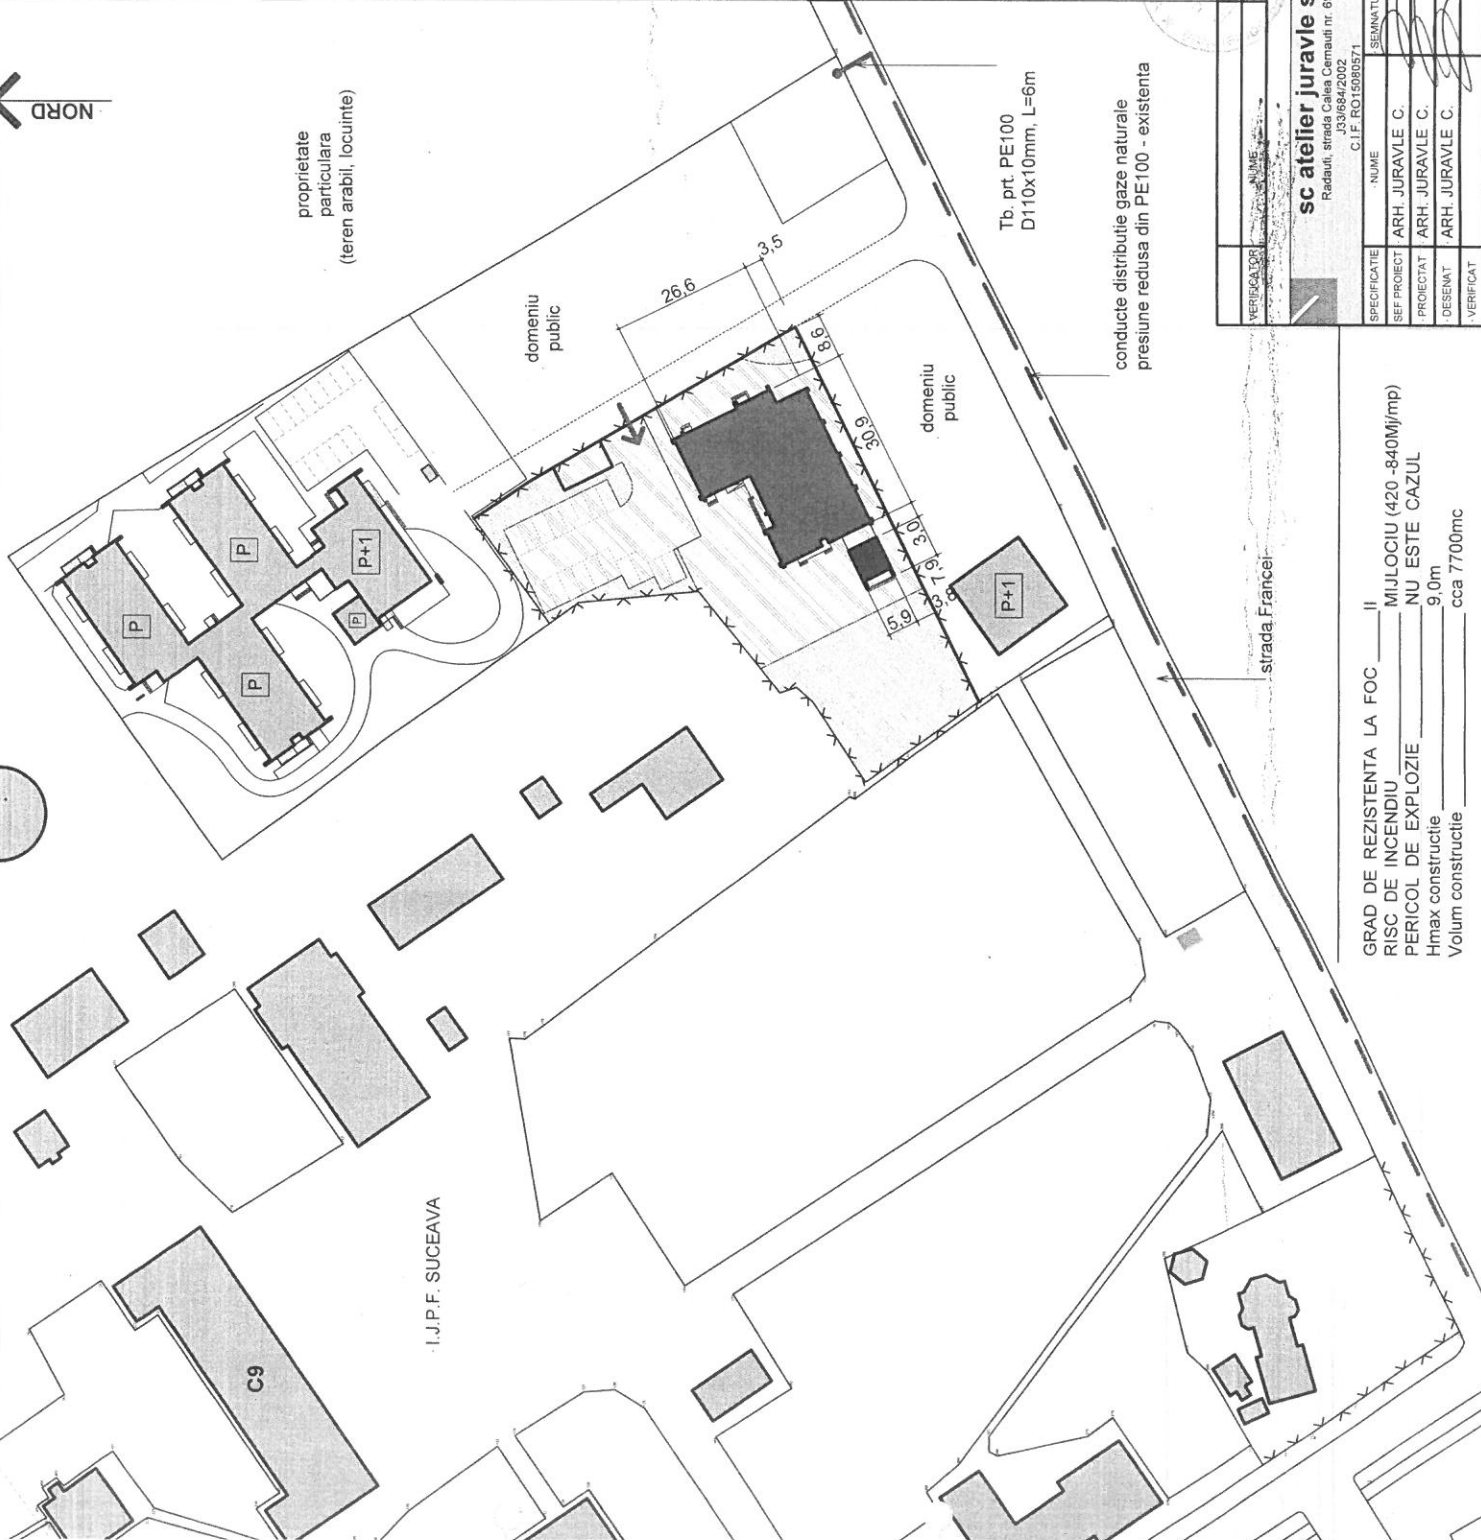 NORD
proprietate
particulara
(teren arabil, locuinte)
domeniu
public
26,6
3,5
8,6
30,9
3,0
7,9
3,8
5,9
domeniu
public
P
P
P
P
P+1
P+1
Tb. prt. PE100
D110x10mm, L=6m
conducte distributie gaze naturale
presiune redusa din PE100 - existenta
strada Francei
I.J.P.F. SUCEAVA
C9
GRAD DE REZISTENTA LA FOC II
RISC DE INCENDIU MIJLOCIU (420 -840Mj/mp)
PERICOL DE EXPLOZIE NU ESTE CAZUL
Hmax constructie 9,0m
Volum constructie cca 7700mc
VERIFICATOR NUME
sc atelier juravle s
Radauti, strada Calea Cernauti nr. 6
J33/684/2002
C.I.F. RO15080571
SPECIFICATIE NUME SEMNATU
SEF PROIECT ARH. JURAVLE C.
PROIECTAT ARH. JURAVLE C.
DESENAT ARH. JURAVLE C.
VERIFICAT